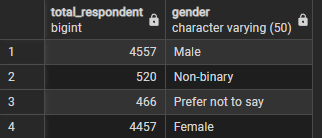 total_respondent gender
bigint character varying (50)
1 4557 Male
2 520 Non-binary
3 466 Prefer not to say
4 4457 Female